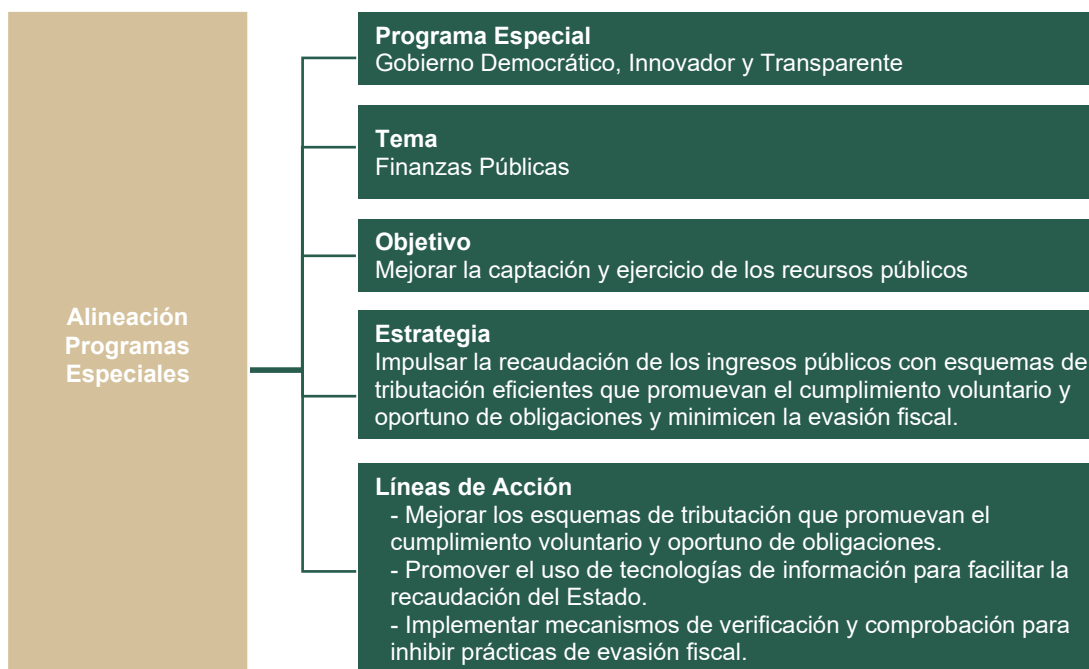 Alineación
Programas
Especiales
Programa Especial
Gobierno Democrático, Innovador y Transparente
Tema
Finanzas Públicas
Objetivo
Mejorar la captación y ejercicio de los recursos públicos
Estrategia
Impulsar la recaudación de los ingresos públicos con esquemas de
tributación eficientes que promuevan el cumplimiento voluntario y
oportuno de obligaciones y minimicen la evasión fiscal.
Líneas de Acción
- Mejorar los esquemas de tributación que promuevan el
cumplimiento voluntario y oportuno de obligaciones.
- Promover el uso de tecnologías de información para facilitar la
recaudación del Estado.
- Implementar mecanismos de verificación y comprobación para
inhibir prácticas de evasión fiscal.